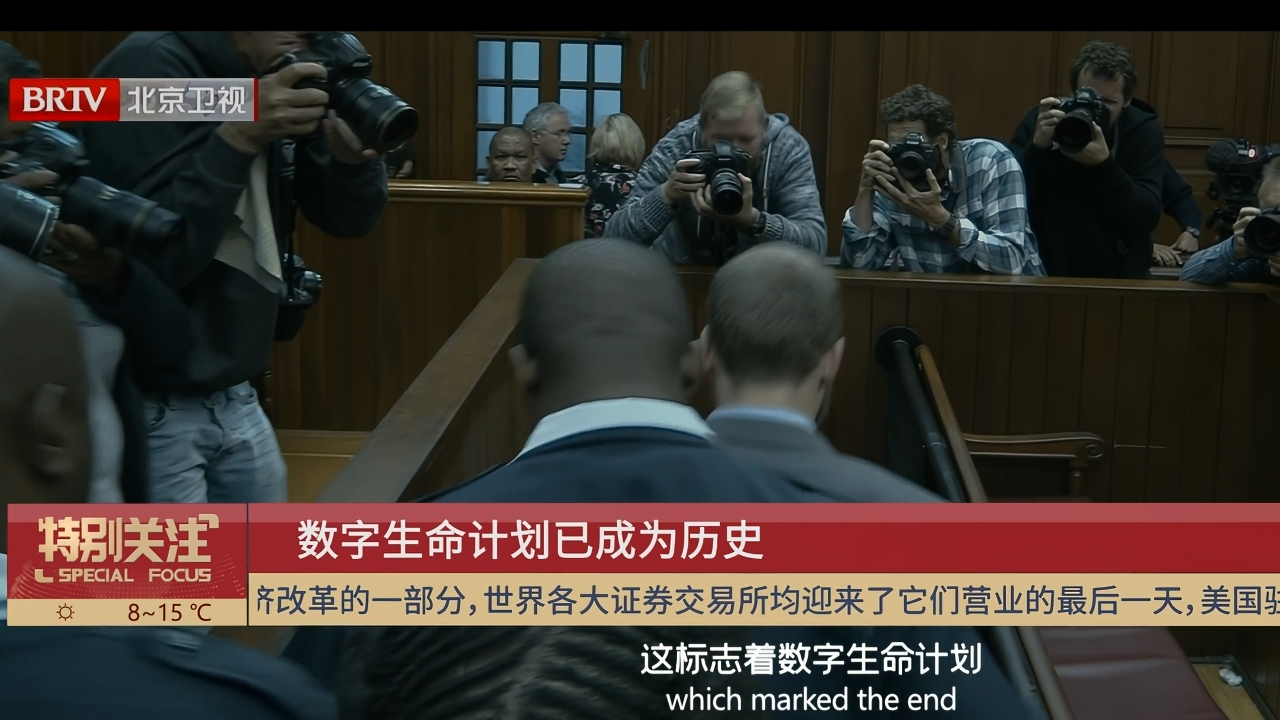 BRTV 北京卫视
数字生命计划已成为历史
特别关注
SPECIAL FOCUS
8~15 ℃
济改革的一部分,世界各大证券交易所均迎来了它们营业的最后一天,美国驻
这标志着数字生命计划
which marked the end